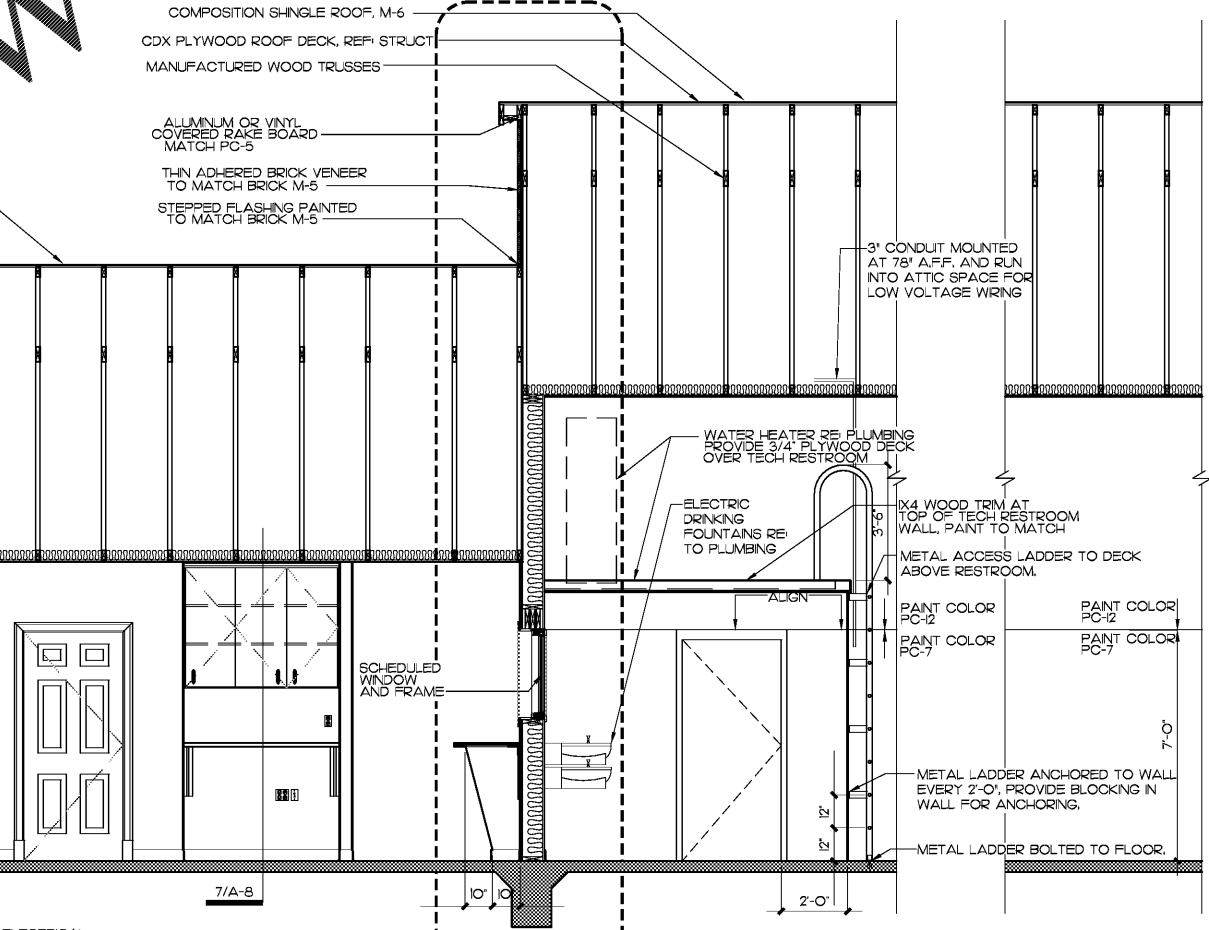 COMPOSITION SHINGLE ROOF, M-6
CDX PLYWOOD ROOF DECK, REF: STRUCT
MANUFACTURED WOOD TRUSSES
ALUMINUM OR VINYL
COVERED RAKE BOARD
MATCH PC-5
THIN ADHERED BRICK VENEER
TO MATCH BRICK M-5
STEPPED FLASHING PAINTED
TO MATCH BRICK M-5
3" CONDUIT MOUNTED
AT 78" A.F.F. AND RUN
INTO ATTIC SPACE FOR
LOW VOLTAGE WIRING
WATER HEATER RE: PLUMBING
PROVIDE 3/4" PLYWOOD DECK
OVER TECH RESTROOM
ELECTRIC
DRINKING
FOUNTAINS RE:
TO PLUMBING
3'-6"
1X4 WOOD TRIM AT
TOP OF TECH RESTROOM
WALL, PAINT TO MATCH
METAL ACCESS LADDER TO DECK
ABOVE RESTROOM.
ALIGN
PAINT COLOR
PC-12
PAINT COLOR
PC-7
PAINT COLOR
PC-12
PAINT COLOR
PC-7
SCHEDULED
WINDOW
AND FRAME
7'-0"
METAL LADDER ANCHORED TO WALL
EVERY 2'-0", PROVIDE BLOCKING IN
WALL FOR ANCHORING.
12"
12"
METAL LADDER BOLTED TO FLOOR.
7/A-8
10"
10
2'-0"